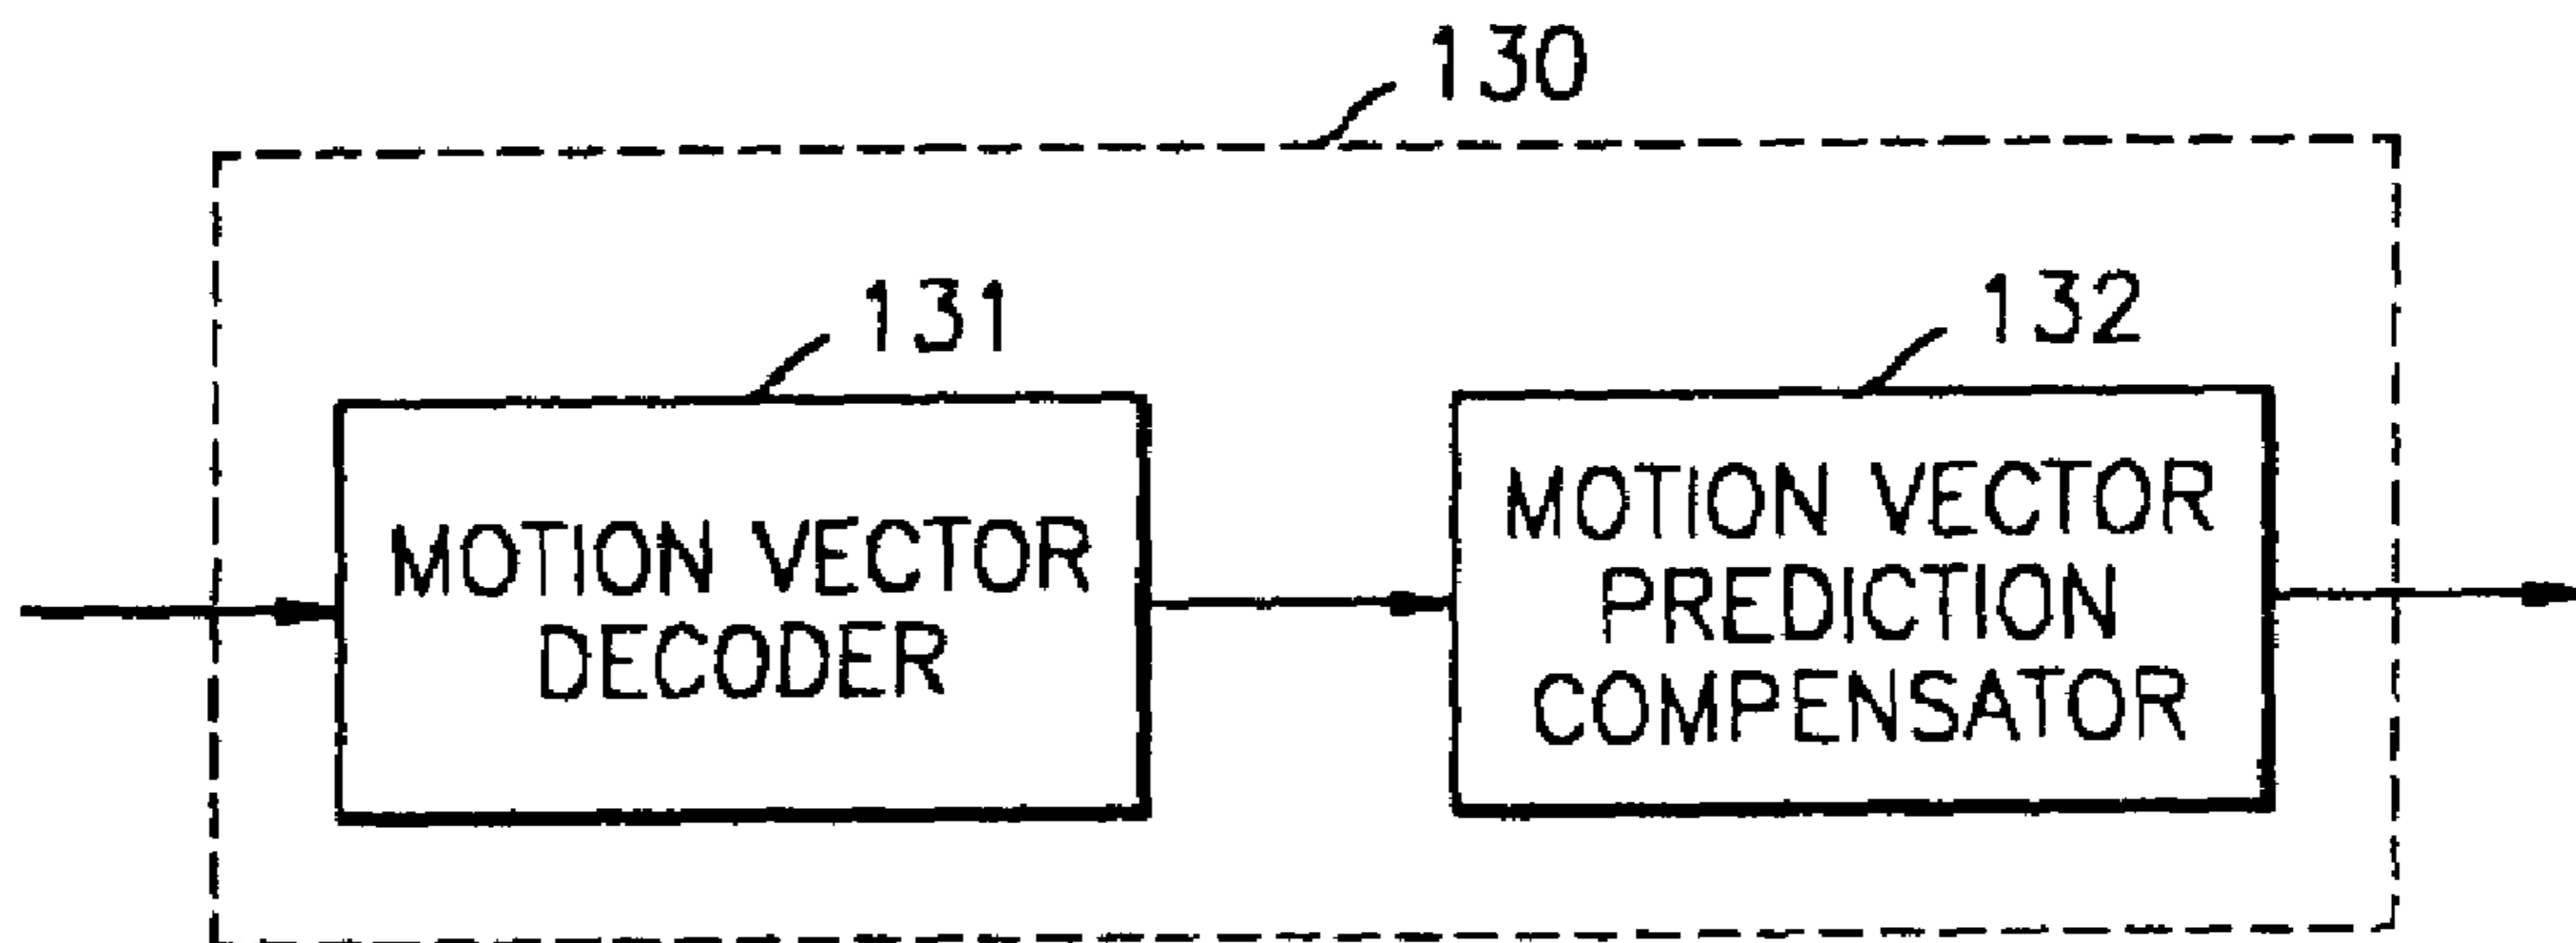 130
131
132
MOTION VECTOR
DECODER
MOTION VECTOR
PREDICTION
COMPENSATOR